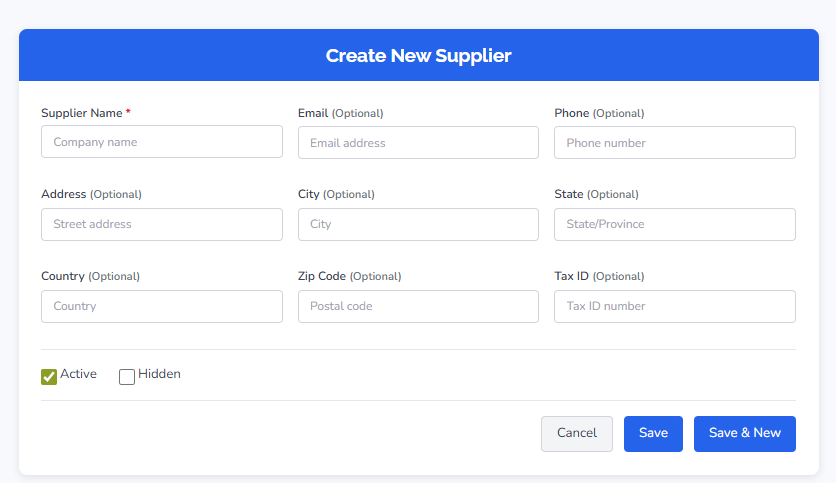 Create New Supplier
Supplier Name * Email (Optional) Phone (Optional)
Company name Email address Phone number
Address (Optional) City (Optional) State (Optional)
Street address City State/Province
Country (Optional) Zip Code (Optional) Tax ID (Optional)
Country Postal code Tax ID number
Active Hidden
Cancel Save Save & New